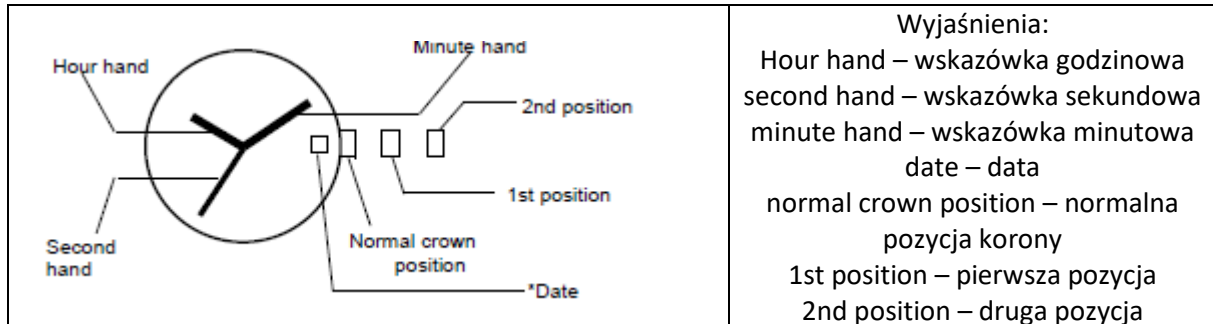 Minute hand
Hour hand
2nd position
1st position
Second
hand
Normal crown
position
*Date
Wyjaśnienia:
Hour hand – wskazówka godzinowa
second hand – wskazówka sekundowa
minute hand – wskazówka minutowa
date – data
normal crown position – normalna
pozycja korony
1st position – pierwsza pozycja
2nd position – druga pozycja